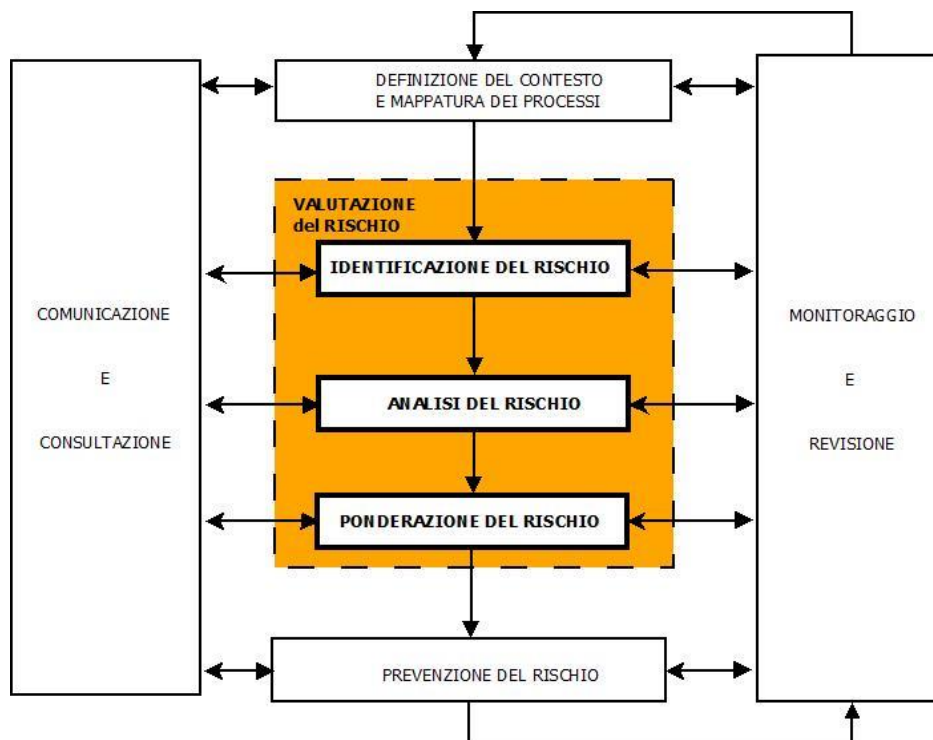 DEFINIZIONE DEL CONTESTO
E MAPPATURA DEI PROCESSI
VALUTAZIONE
del RISCHIO
IDENTIFICAZIONE DEL RISCHIO
COMUNICAZIONE
E
CONSULTAZIONE
MONITORAGGIO
E
REVISIONE
ANALISI DEL RISCHIO
PONDERAZIONE DEL RISCHIO
PREVENZIONE DEL RISCHIO